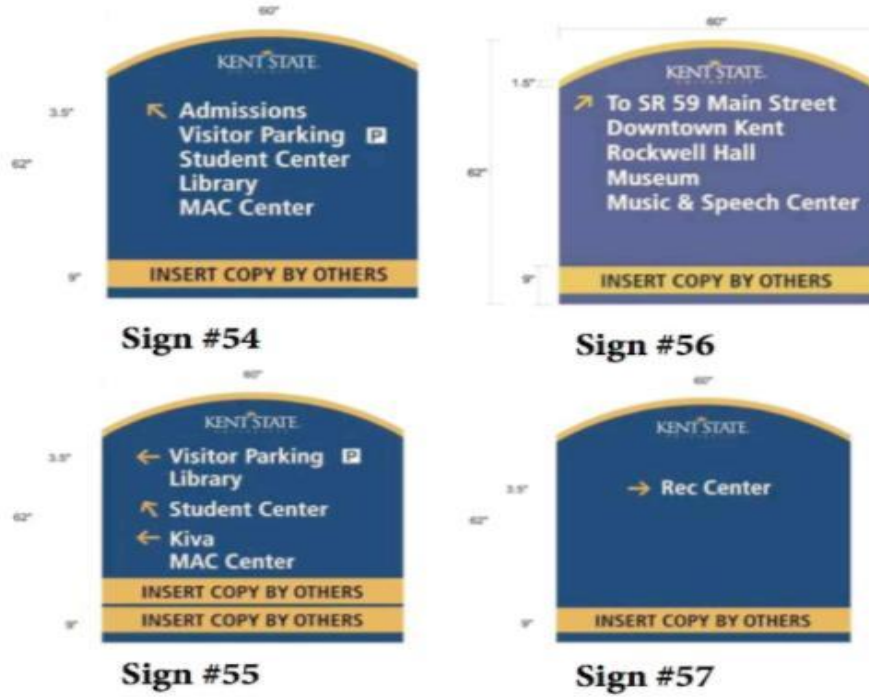 60"
KENT STATE
3.5"
Admissions
Visitor Parking P
62"
Student Center
Library
MAC Center
9"
INSERT COPY BY OTHERS
Sign #54
60"
KENT STATE
1.5"
To SR 59 Main Street
Downtown Kent
Rockwell Hall
62"
Museum
Music & Speech Center
9"
INSERT COPY BY OTHERS
Sign #56
60"
KENT STATE
3.5"
Visitor Parking P
Library
62"
Student Center
Kiva
MAC Center
INSERT COPY BY OTHERS
INSERT COPY BY OTHERS
9"
Sign #55
60"
KENT STATE
3.5"
Rec Center
62"
9"
INSERT COPY BY OTHERS
Sign #57